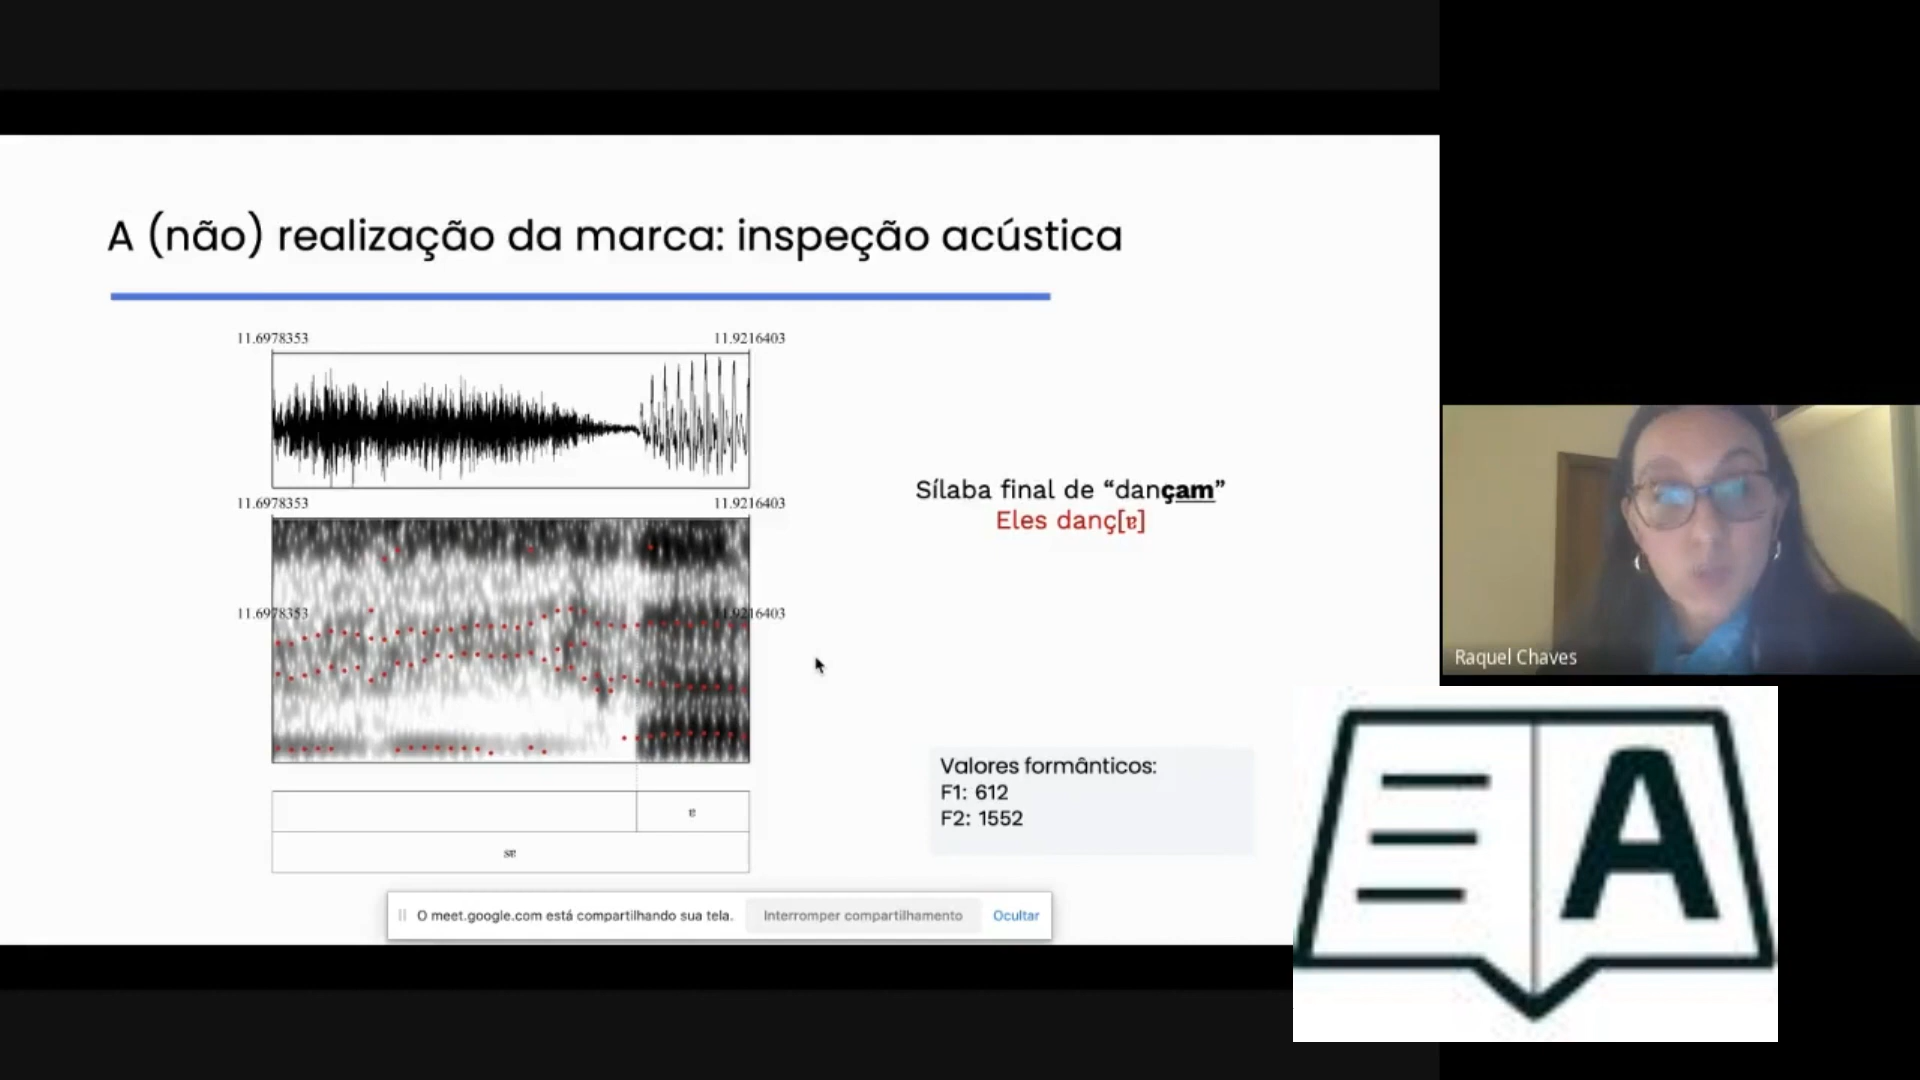 A (não) realização da marca: inspeção acústica
11.6978353 11.9216403
11.6978353 11.9216403
11.6978353 11.9216403
ɐ
sɐ
Sílaba final de “dançam”
Eles danç[ɐ]
Valores formânticos:
F1: 612
F2: 1552
O meet.google.com está compartilhando sua tela. Interromper compartilhamento Ocultar
Raquel Chaves
A